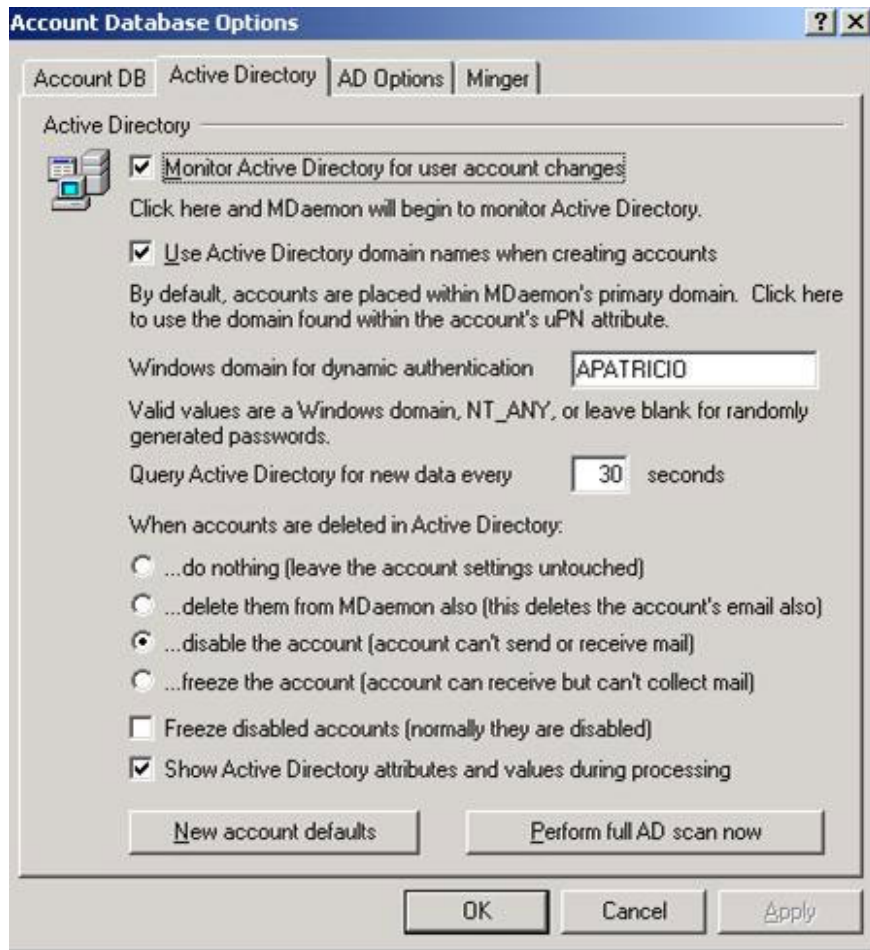 Account Database Options
Account DB
Active Directory
AD Options
Minger
Active Directory
Monitor Active Directory for user account changes
Click here and MDaemon will begin to monitor Active Directory.
Use Active Directory domain names when creating accounts
By default, accounts are placed within MDaemon's primary domain. Click here
to use the domain found within the account's uPN attribute.
Windows domain for dynamic authentication APATRICIO
Valid values are a Windows domain, NT_ANY, or leave blank for randomly
generated passwords.
Query Active Directory for new data every 30 seconds
When accounts are deleted in Active Directory:
...do nothing (leave the account settings untouched)
...delete them from MDaemon also (this deletes the account's email also)
...disable the account (account can't send or receive mail)
...freeze the account (account can receive but can't collect mail)
Freeze disabled accounts (normally they are disabled)
Show Active Directory attributes and values during processing
New account defaults
Perform full AD scan now
OK
Cancel
Apply